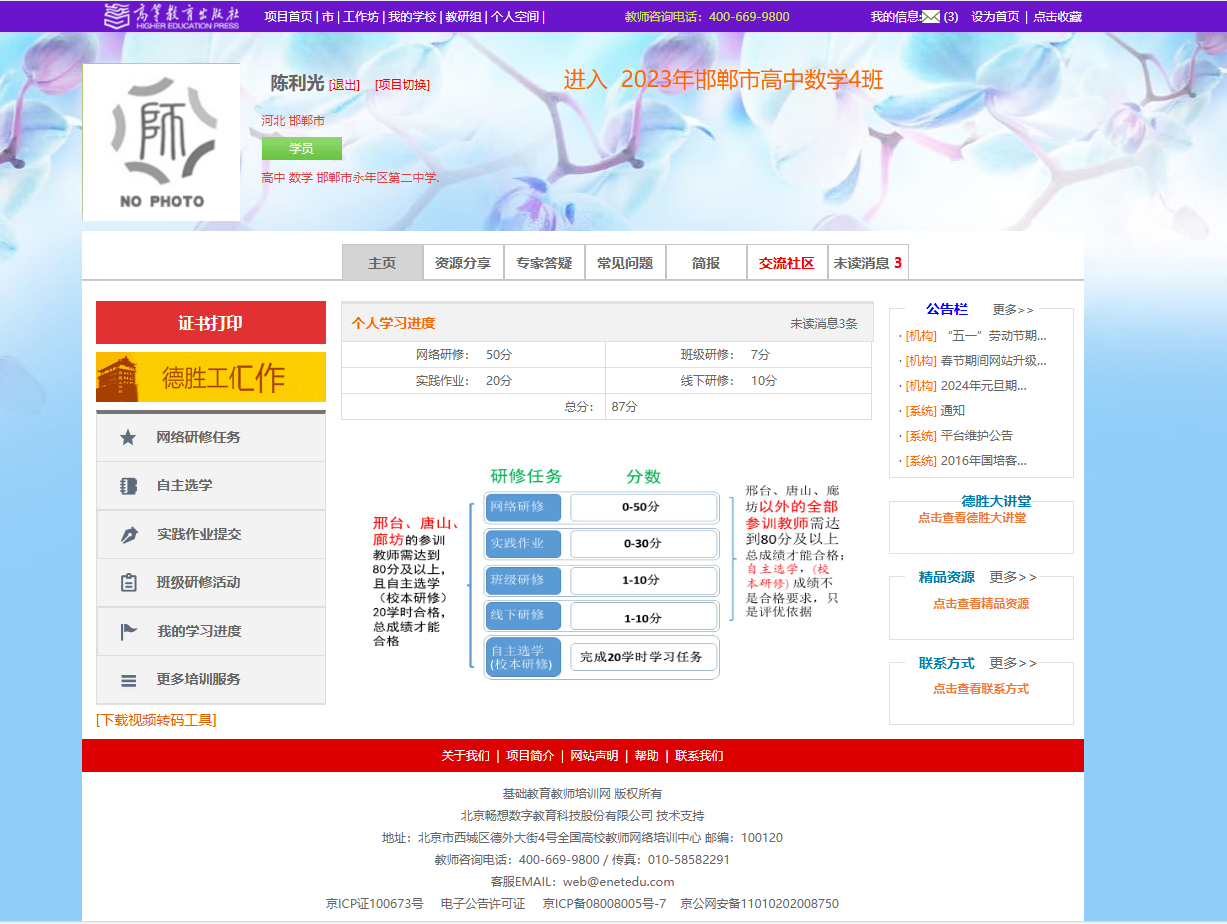 高等教育出版社
HIGHER EDUCATION PRESS
项目首页 | 市 | 工作坊 | 我的学校 | 教研组 | 个人空间 |
教师咨询电话：400-669-9800
我的信息 (3) 设为首页 | 点击收藏
師
NO PHOTO
陈利光 [退出] [项目切换]
进入 2023年邯郸市高中数学4班
河北 邯郸市
学员
高中 数学 邯郸市永年区第二中学.
主页 资源分享 专家答疑 常见问题 简报 交流社区 未读消息 3
证书打印
德胜工作
网络研修任务
自主选学
实践作业提交
班级研修活动
我的学习进度
更多培训服务
[下载视频转码工具]
个人学习进度 未读消息3条
网络研修： 50分 班级研修： 7分
实践作业： 20分 线下研修： 10分
总分： 87分
研修任务 分数
网络研修 0-50分
实践作业 0-30分
班级研修 1-10分
线下研修 1-10分
自主选学
(校本研修)
完成20学时学习任务
邢台、唐山、
廊坊的参训
教师需达到
80分及以上,
且自主选学
（校本研修）
20学时合格,
总成绩才能
合格
邢台、唐山、廊
坊以外的全部
参训教师需达
到80分及以上
总成绩才能合格；
自主选学，(校
本研修) 成绩不
是合格要求，只
是评优依据
公告栏 更多>>
· [机构] “五一”劳动节期...
· [机构] 春节期间网站升级...
· [机构] 2024年元旦期...
· [系统] 通知
· [系统] 平台维护公告
· [系统] 2016年国培客...
德胜大讲堂
点击查看德胜大讲堂
精品资源 更多>>
点击查看精品资源
联系方式 更多>>
点击查看联系方式
关于我们 | 项目简介 | 网站声明 | 帮助 | 联系我们
基础教育教师培训网 版权所有
北京畅想数字教育科技股份有限公司 技术支持
地址：北京市西城区德外大街4号全国高校教师网络培训中心 邮编：100120
教师咨询电话：400-669-9800 / 传真：010-58582291
客服EMAIL：web@enetedu.com
京ICP证100673号 电子公告许可证 京ICP备08008005号-7 京公网安备11010202008750